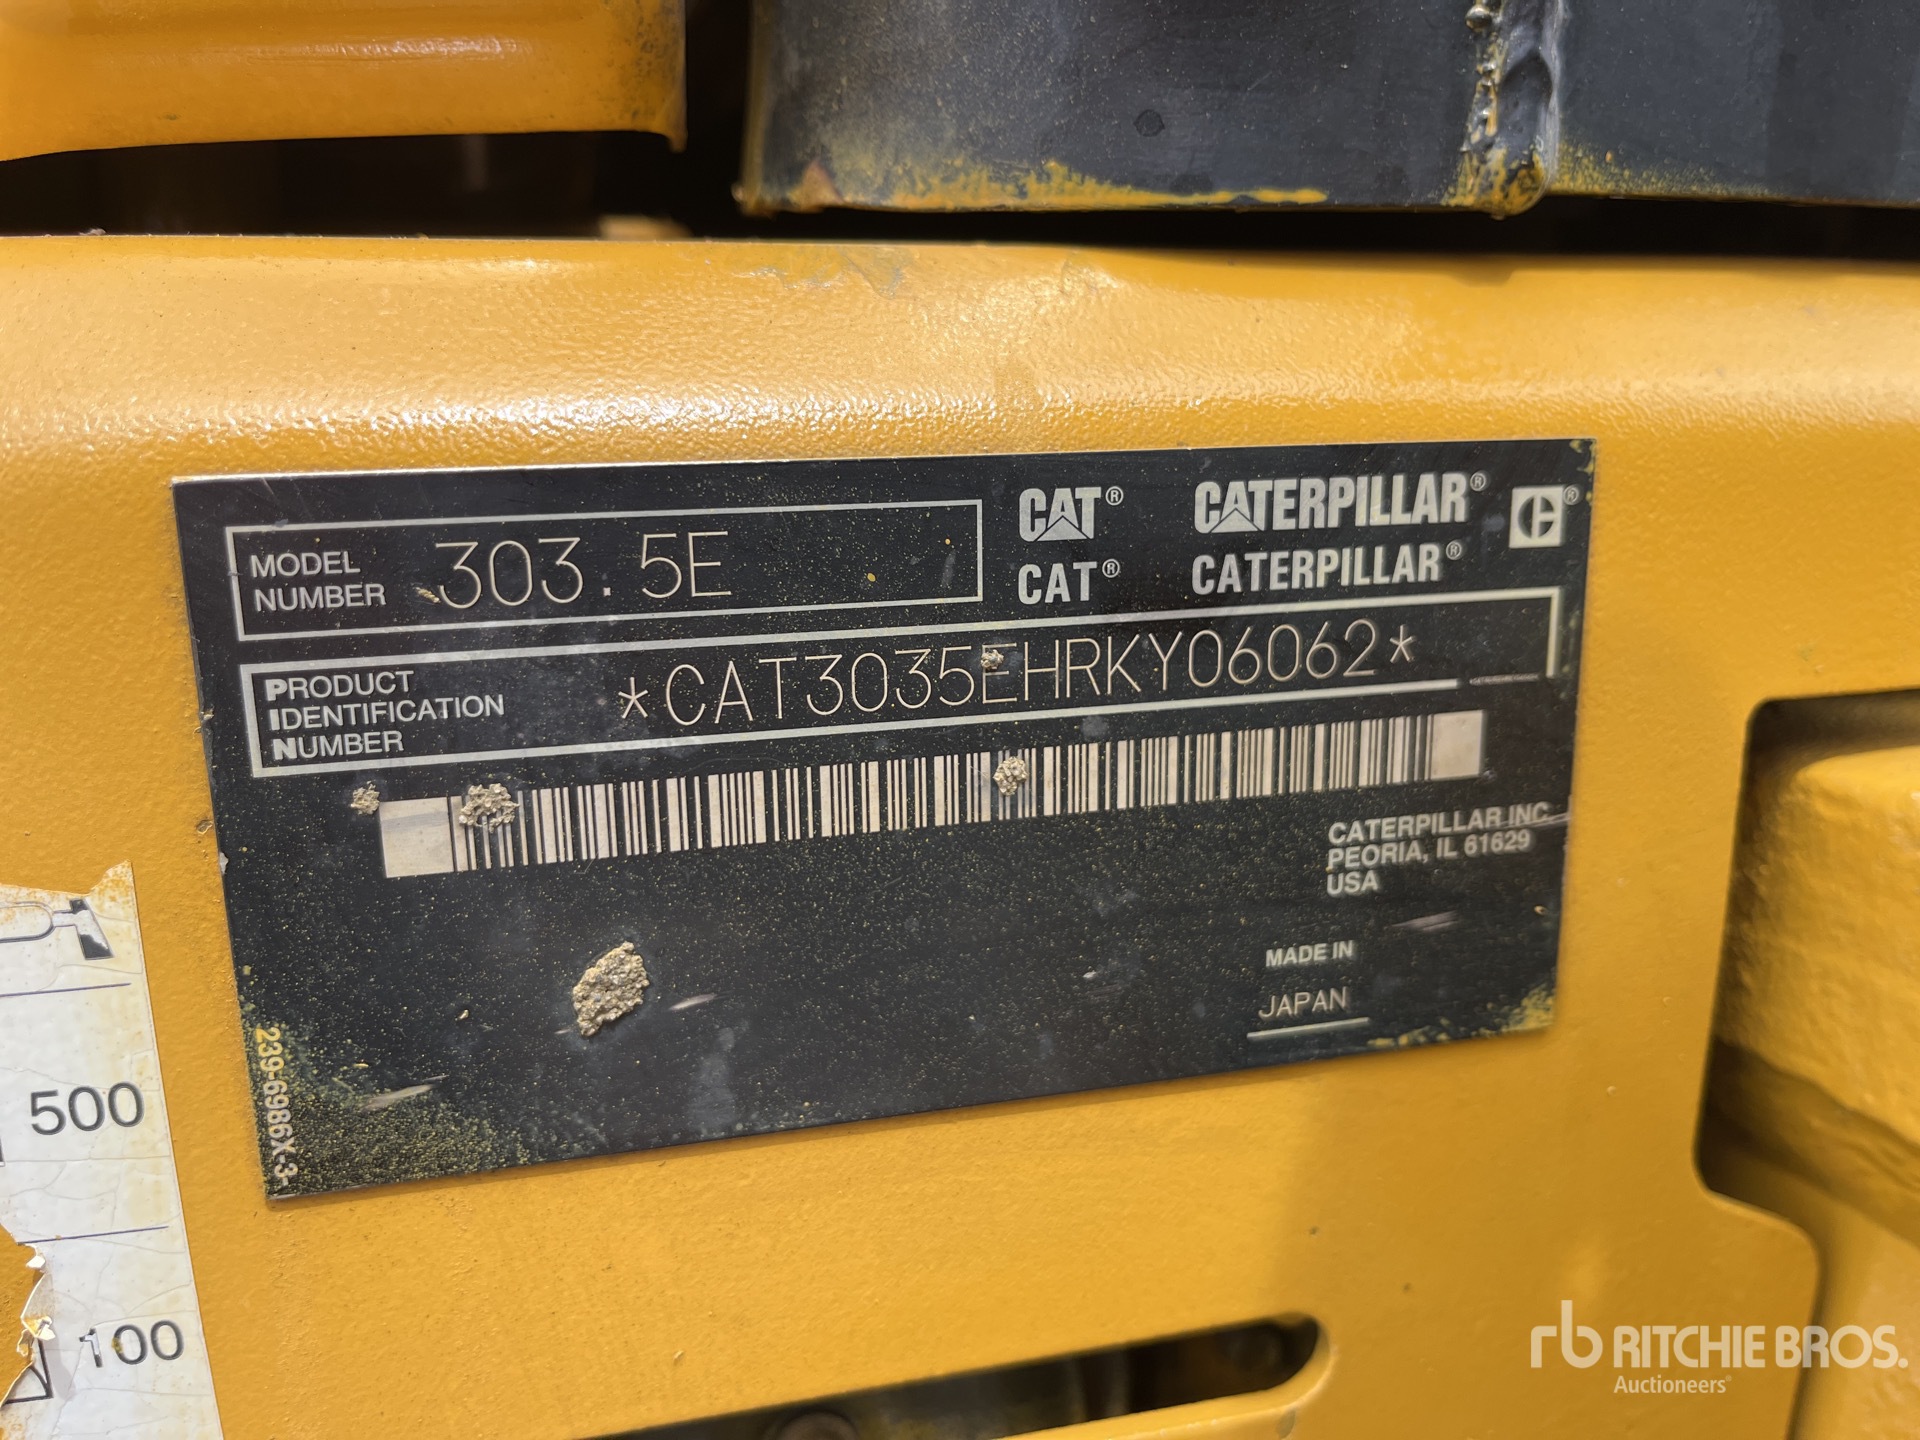 MODEL
NUMBER
303.5E
CAT® CATERPILLAR® ®
CAT® CATERPILLAR®
PRODUCT
IDENTIFICATION
NUMBER
*CAT3035EHRKY06062*
CATERPILLAR INC.
PEORIA, IL 61629
USA
MADE IN
JAPAN
239-6986X-3
500
100
rb RITCHIE BROS.
Auctioneers